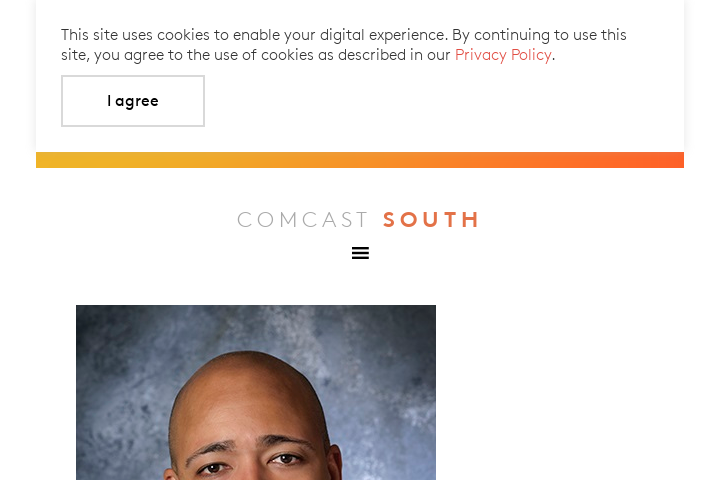 This site uses cookies to enable your digital experience. By continuing to use this
site, you agree to the use of cookies as described in our Privacy Policy.
I agree
COMCAST SOUTH